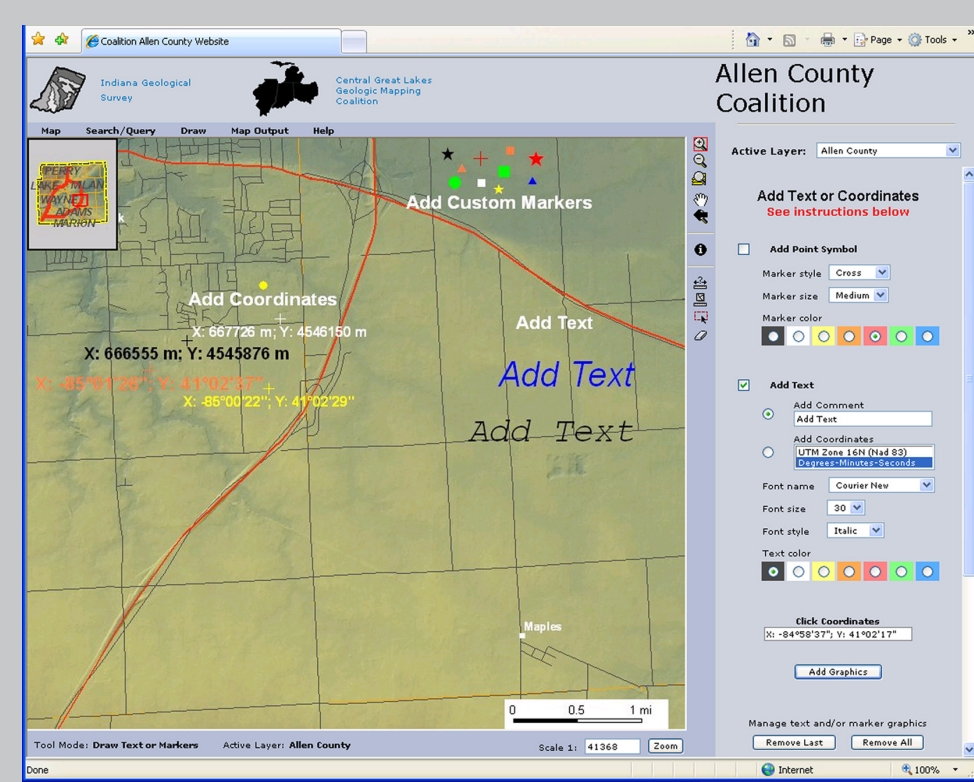 Coalition Allen County Website
Page
Tools
Indiana Geological
Survey
Central Great Lakes
Geologic Mapping
Coalition
Allen County
Coalition
Map Search/Query Draw Map Output Help
Active Layer: Allen County
PERRY
LAKE MILAN
WAYNE
ADAMS
MARION
k
Add Custom Markers
Add Coordinates
X: 667726 m; Y: 4546150 m
X: 666555 m; Y: 4545876 m
X: -85°01'26"; Y: 41°02'37"
X: -85°00'22"; Y: 41°02'29"
Add Text
Add Text
Add Text
Maples
0 0.5 1 mi
Add Text or Coordinates
See instructions below
Add Point Symbol
Marker style Cross
Marker size Medium
Marker color
Add Text
Add Comment
Add Text
Add Coordinates
UTM Zone 16N (Nad 83)
Degrees-Minutes-Seconds
Font name Courier New
Font size 30
Font style Italic
Text color
Click Coordinates
X: -84°58'37"; Y: 41°02'17"
Add Graphics
Manage text and/or marker graphics
Remove Last Remove All
Tool Mode: Draw Text or Markers Active Layer: Allen County Scale 1: 41368 Zoom
Done Internet 100%